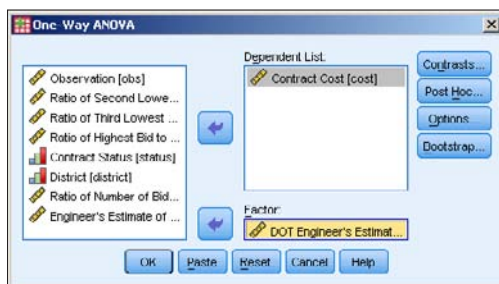 One-Way ANOVA
Observation [obs]
Ratio of Second Lowe...
Ratio of Third Lowest ...
Ratio of Highest Bid to ...
Contract Status [status]
District [district]
Ratio of Number of Bid...
Engineer's Estimate of ...
Dependent List:
Contract Cost [cost]
Factor:
DOT Engineer's Estimat...
Contrasts...
Post Hoc...
Options...
Bootstrap...
OK Paste Reset Cancel Help